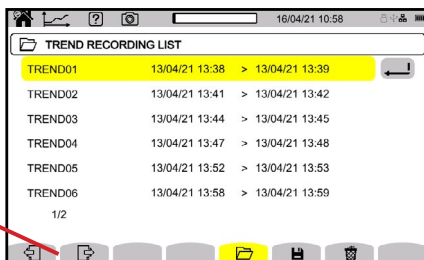 ? 16/04/21 10:58
TREND RECORDING LIST
TREND01 13/04/21 13:38 > 13/04/21 13:39
TREND02 13/04/21 13:41 > 13/04/21 13:42
TREND03 13/04/21 13:44 > 13/04/21 13:45
TREND04 13/04/21 13:47 > 13/04/21 13:48
TREND05 13/04/21 13:52 > 13/04/21 13:53
TREND06 13/04/21 13:58 > 13/04/21 13:59
1/2